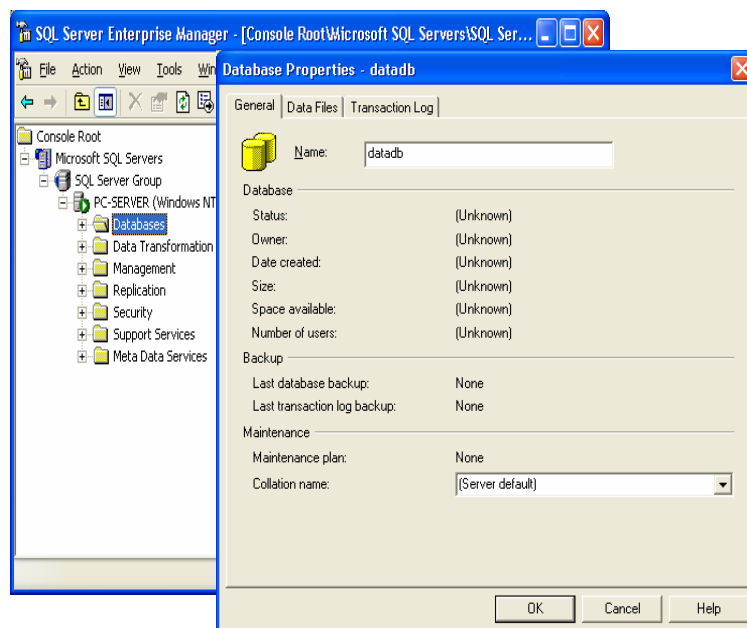 SQL Server Enterprise Manager - [Console Root\Microsoft SQL Servers\SQL Ser...
File Action View Tools Win
Console Root
Microsoft SQL Servers
SQL Server Group
PC-SERVER (Windows NT
Databases
Data Transformation
Management
Replication
Security
Support Services
Meta Data Services
Database Properties - datadb
General Data Files Transaction Log
Name: datadb
Database
Status: (Unknown)
Owner: (Unknown)
Date created: (Unknown)
Size: (Unknown)
Space available: (Unknown)
Number of users: (Unknown)
Backup
Last database backup: None
Last transaction log backup: None
Maintenance
Maintenance plan: None
Collation name: (Server default)
OK Cancel Help